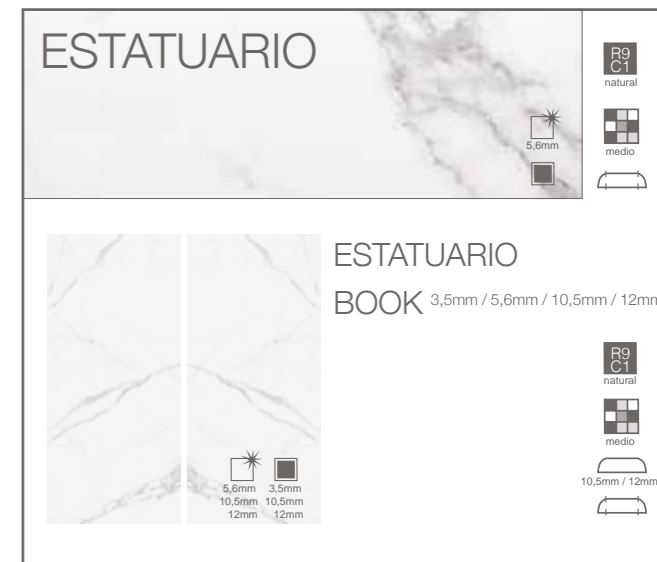 ESTATUARIO
5,6mm
R9
C1
natural
medio
ESTATUARIO
BOOK 3,5mm / 5,6mm / 10,5mm / 12mm
5,6mm 3,5mm
10,5mm 10,5mm
12mm 12mm
R9
C1
natural
medio
10,5mm / 12mm